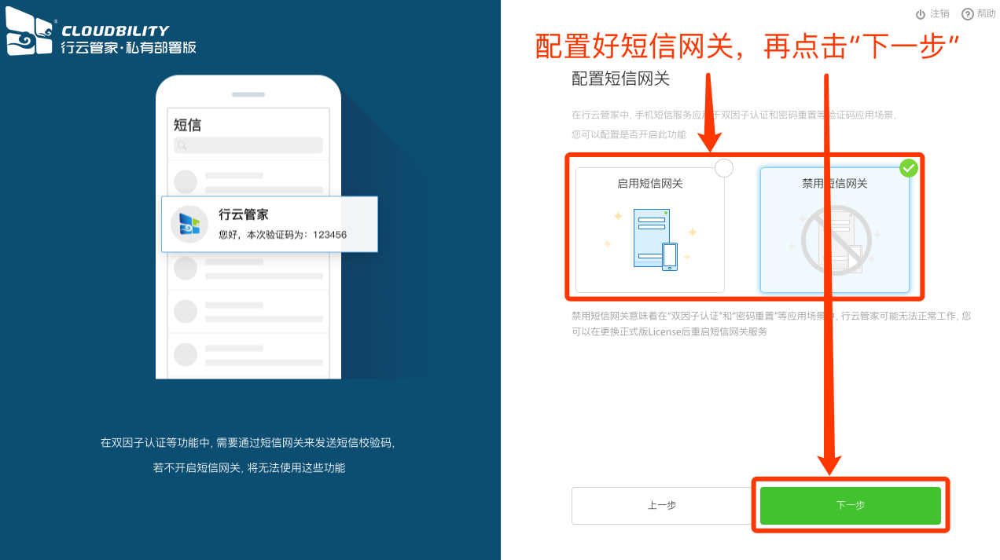 CLOUDBILITY
行云管家·私有部署版
短信
行云管家
您好，本次验证码为：123456
在双因子认证等功能中, 需要通过短信网关来发送短信校验码,
若不开启短信网关, 将无法使用这些功能
注销 帮助
配置好短信网关，再点击“下一步”
配置短信网关
在行云管家中, 手机短信服务应用于双因子认证和密码重置等验证码应用场景,
您可以配置是否开启此功能
启用短信网关
禁用短信网关
禁用短信网关意味着在“双因子认证”和“密码重置”等应用场景中, 行云管家可能无法正常工作, 您
可以在更换正式版License后重启短信网关服务
上一步
下一步